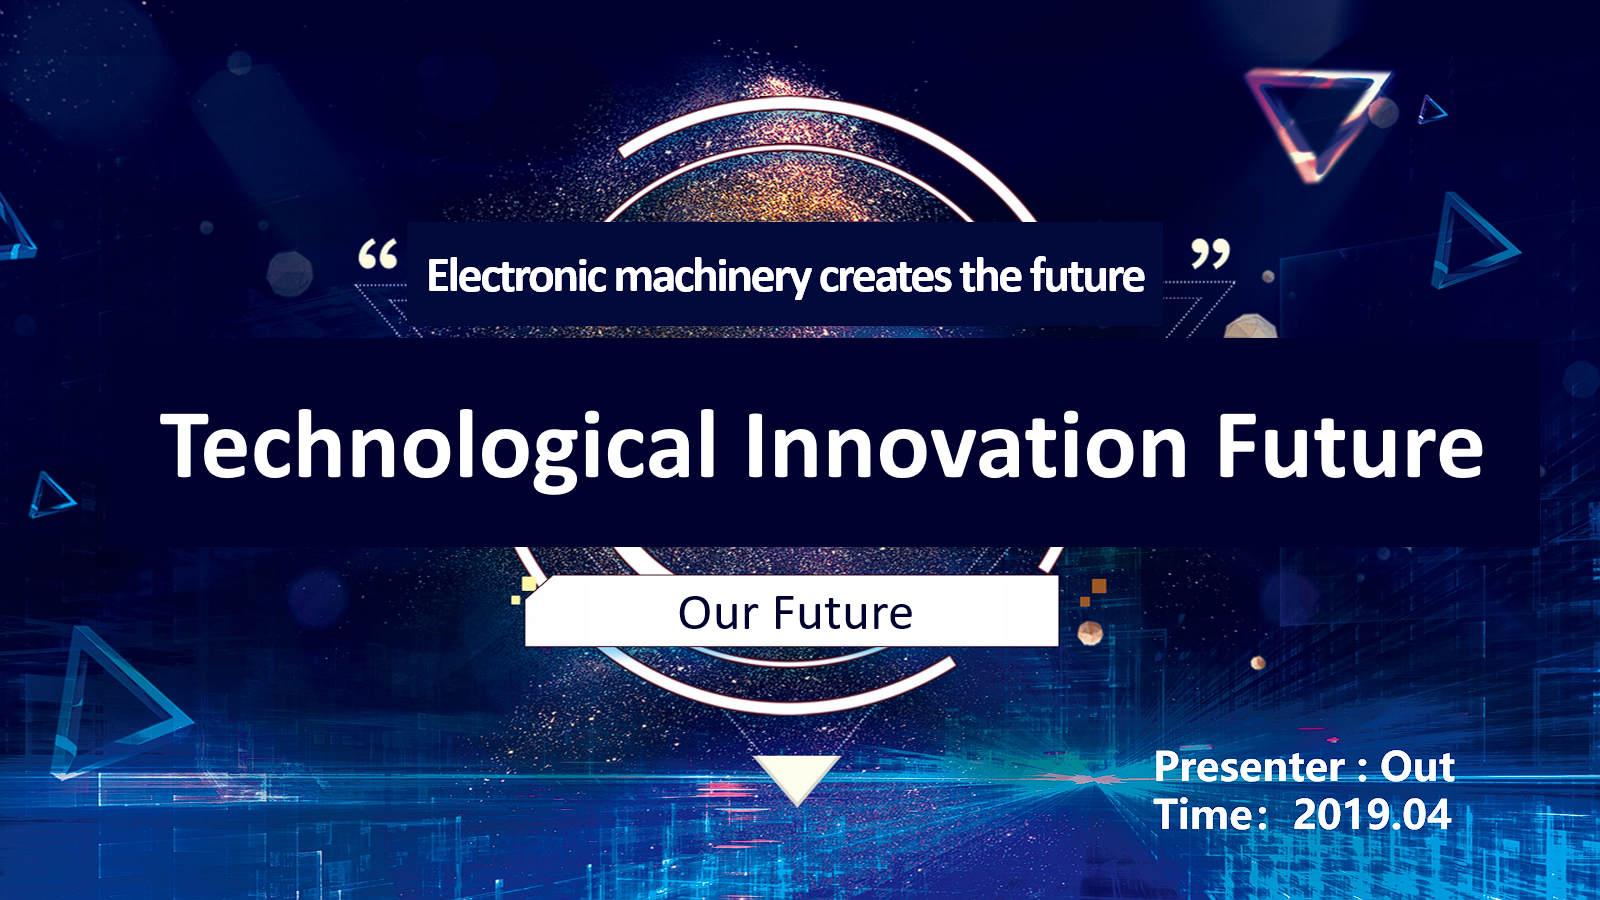 “ Electronic machinery creates the future ”
Technological Innovation Future
Our Future
Presenter : Out
Time：2019.04